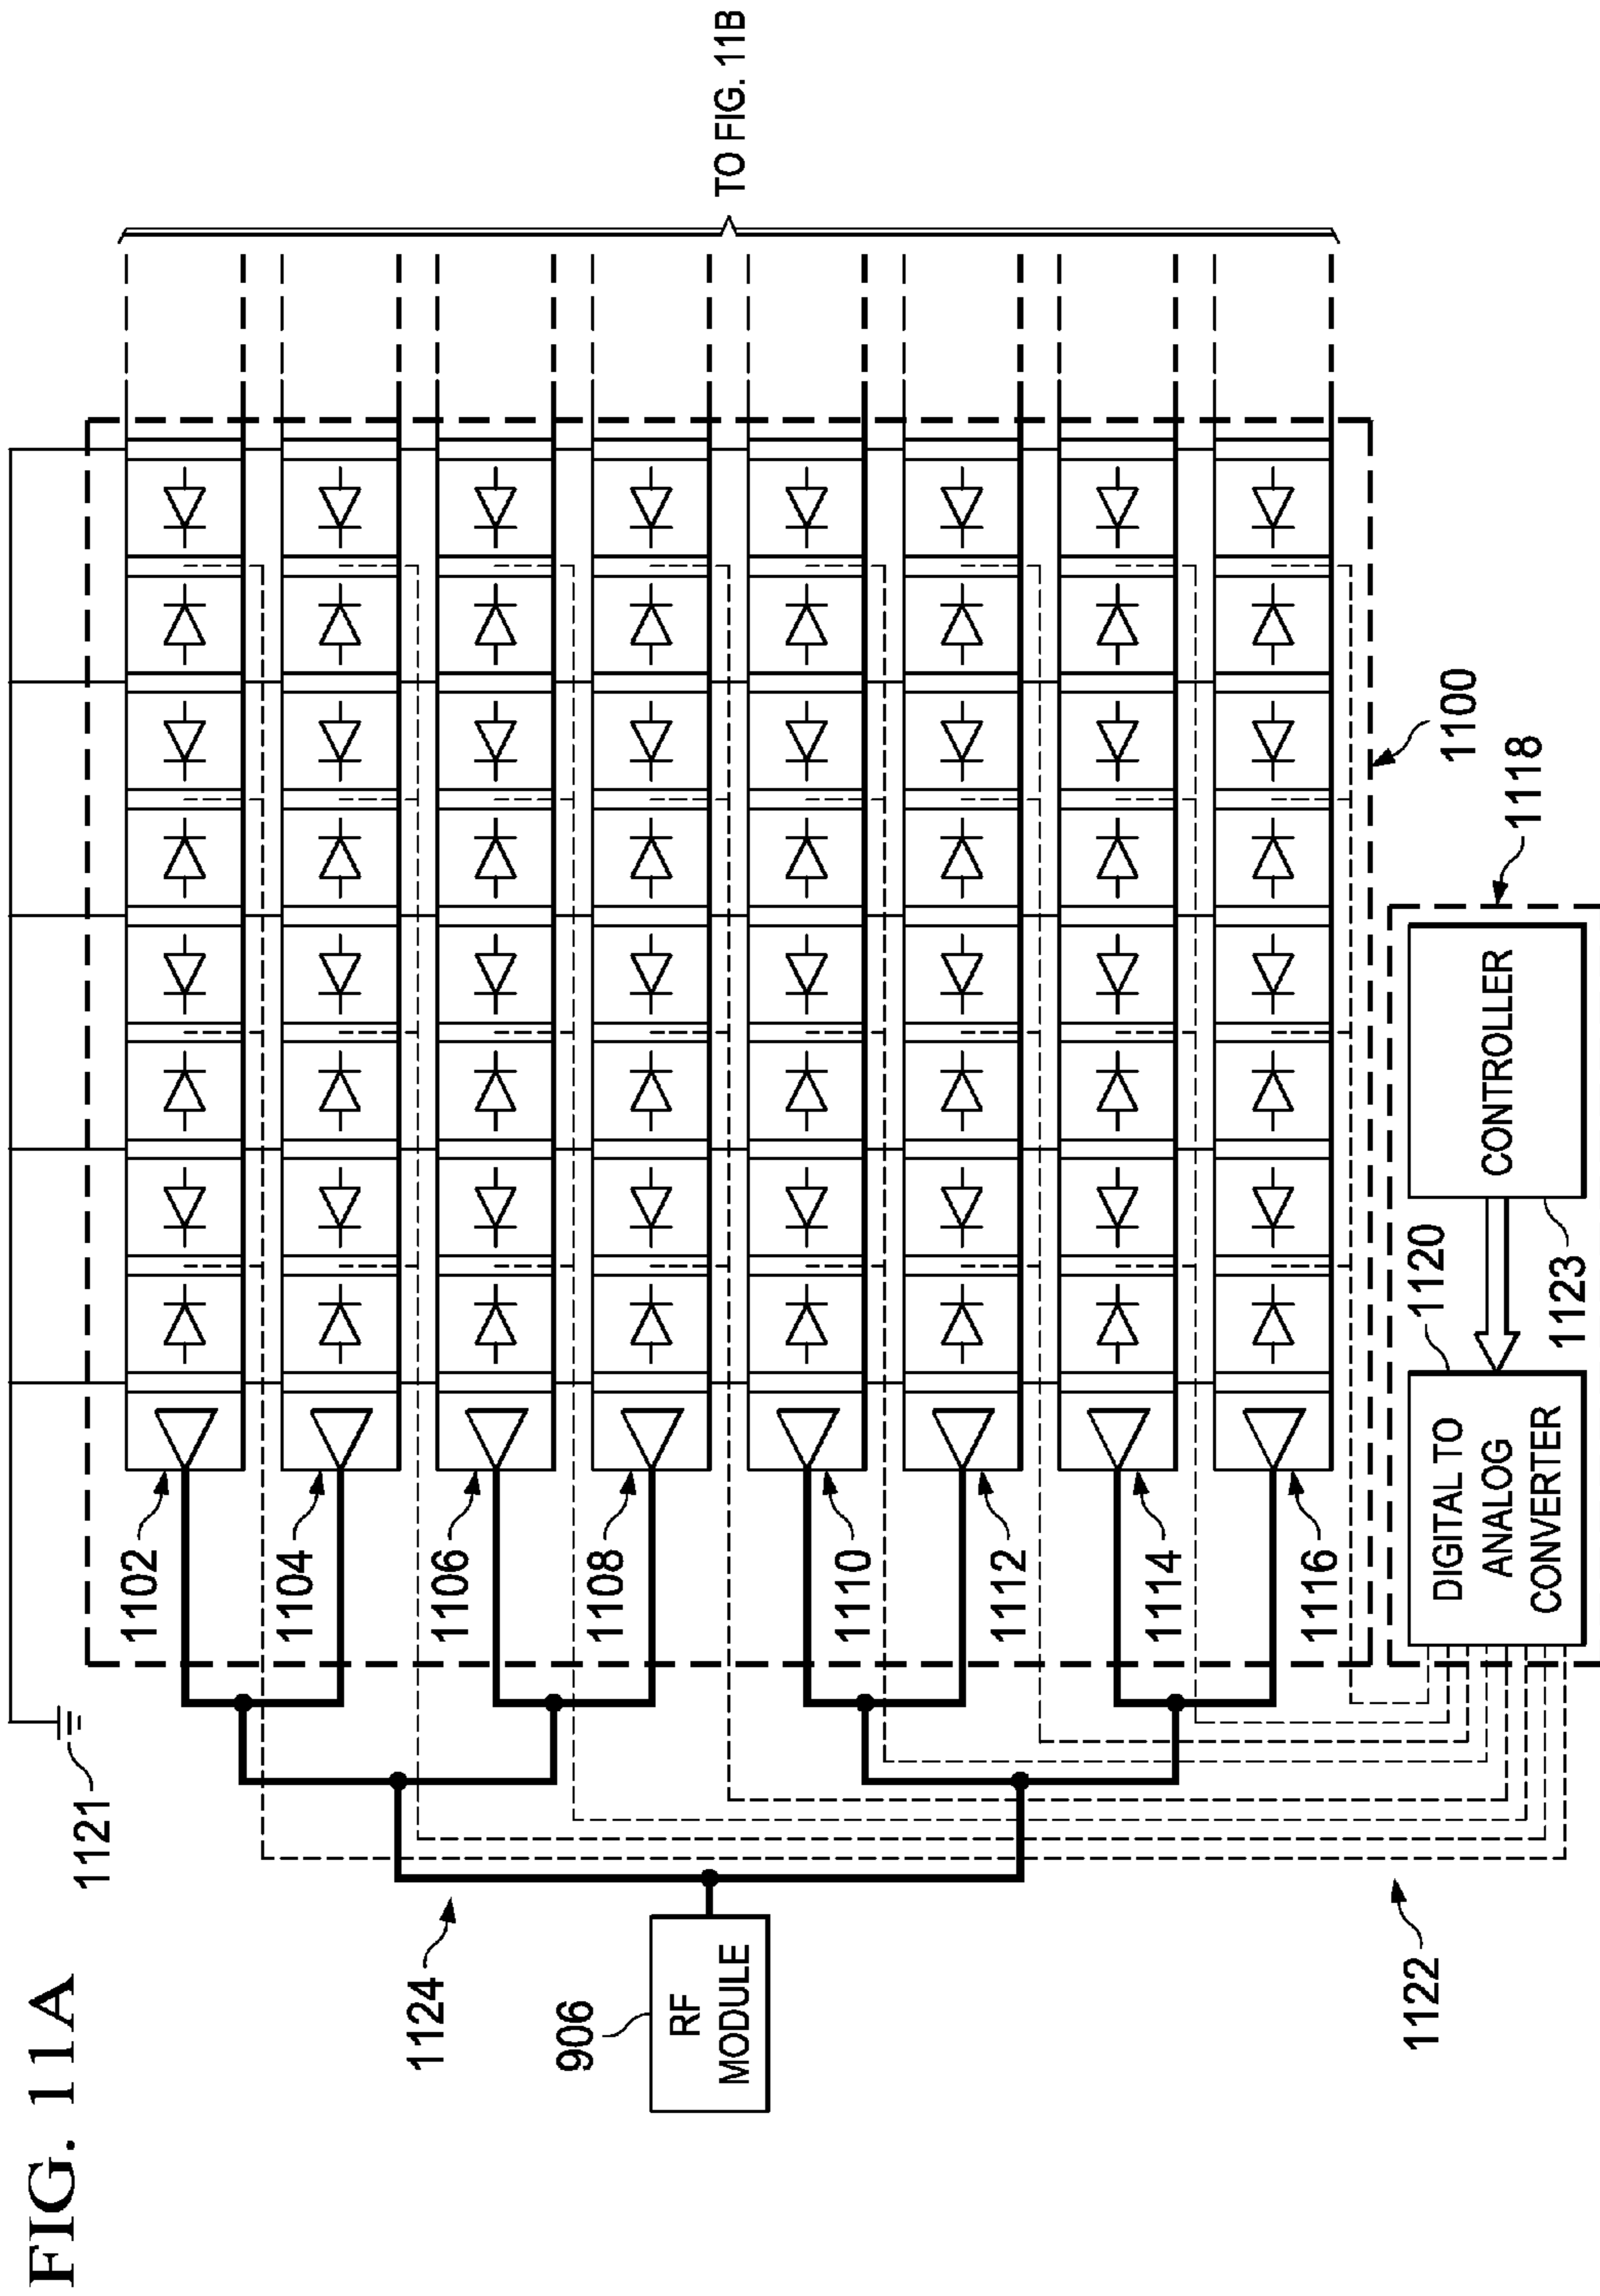 FIG. 11A
TO FIG. 11B
1121
1102
1104
1106
1108
1110
1112
1114
1116
1124
906
RF
MODULE
1100
1118
1120
1123
CONTROLLER
DIGITAL TO
ANALOG
CONVERTER
1122